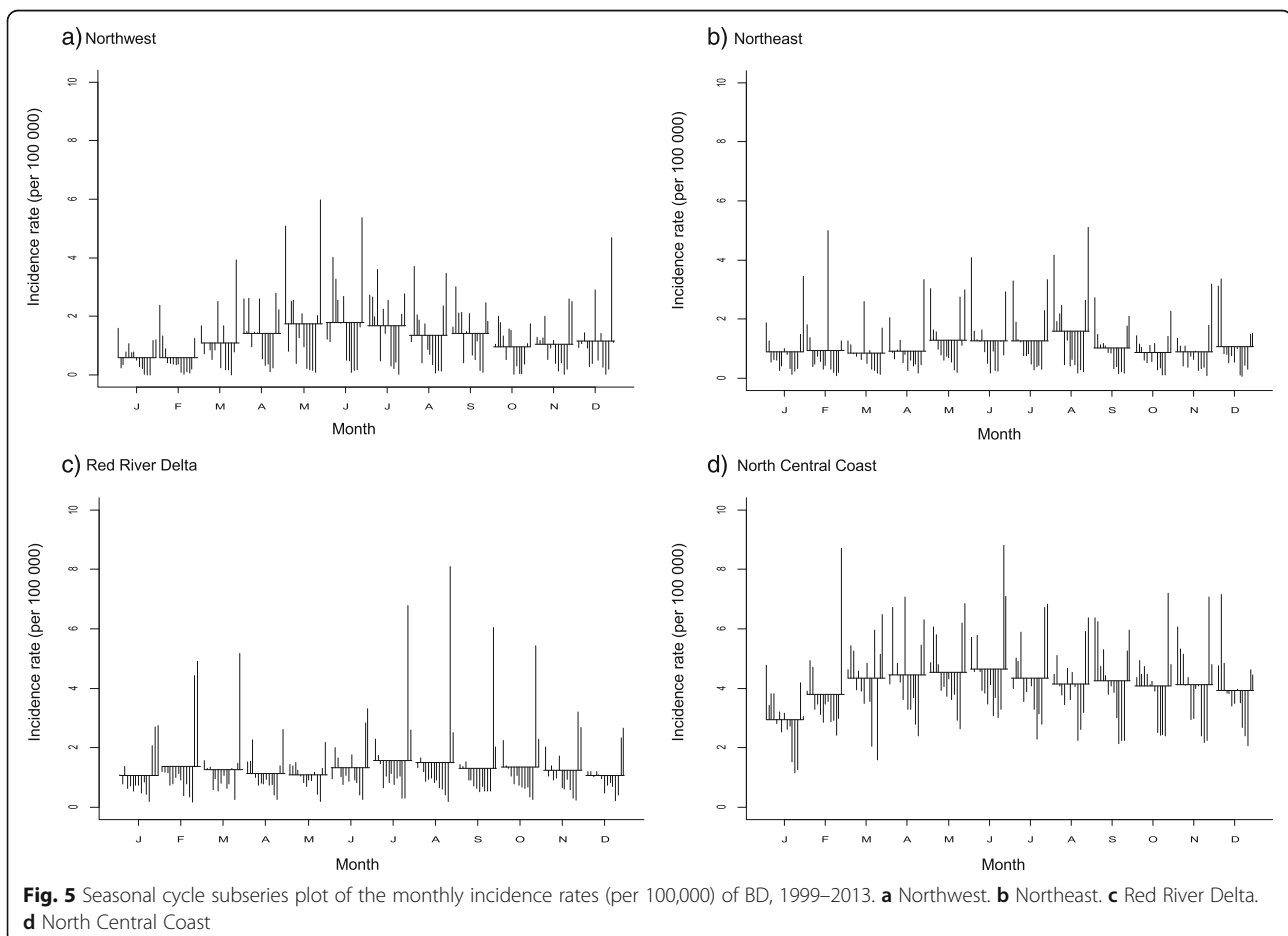 a) Northwest
Incidence rate (per 100 000)
0 2 4 6 8 10
J F M A M J J A S O N D
Month
b) Northeast
Incidence rate (per 100 000)
0 2 4 6 8 10
J F M A M J J A S O N D
Month
c) Red River Delta
Incidence rate (per 100 000)
0 2 4 6 8 10
J F M A M J J A S O N D
Month
d) North Central Coast
Incidence rate (per 100 000)
0 2 4 6 8 10
J F M A M J J A S O N D
Month
Fig. 5 Seasonal cycle subseries plot of the monthly incidence rates (per 100,000) of BD, 1999–2013. a Northwest. b Northeast. c Red River Delta.
d North Central Coast